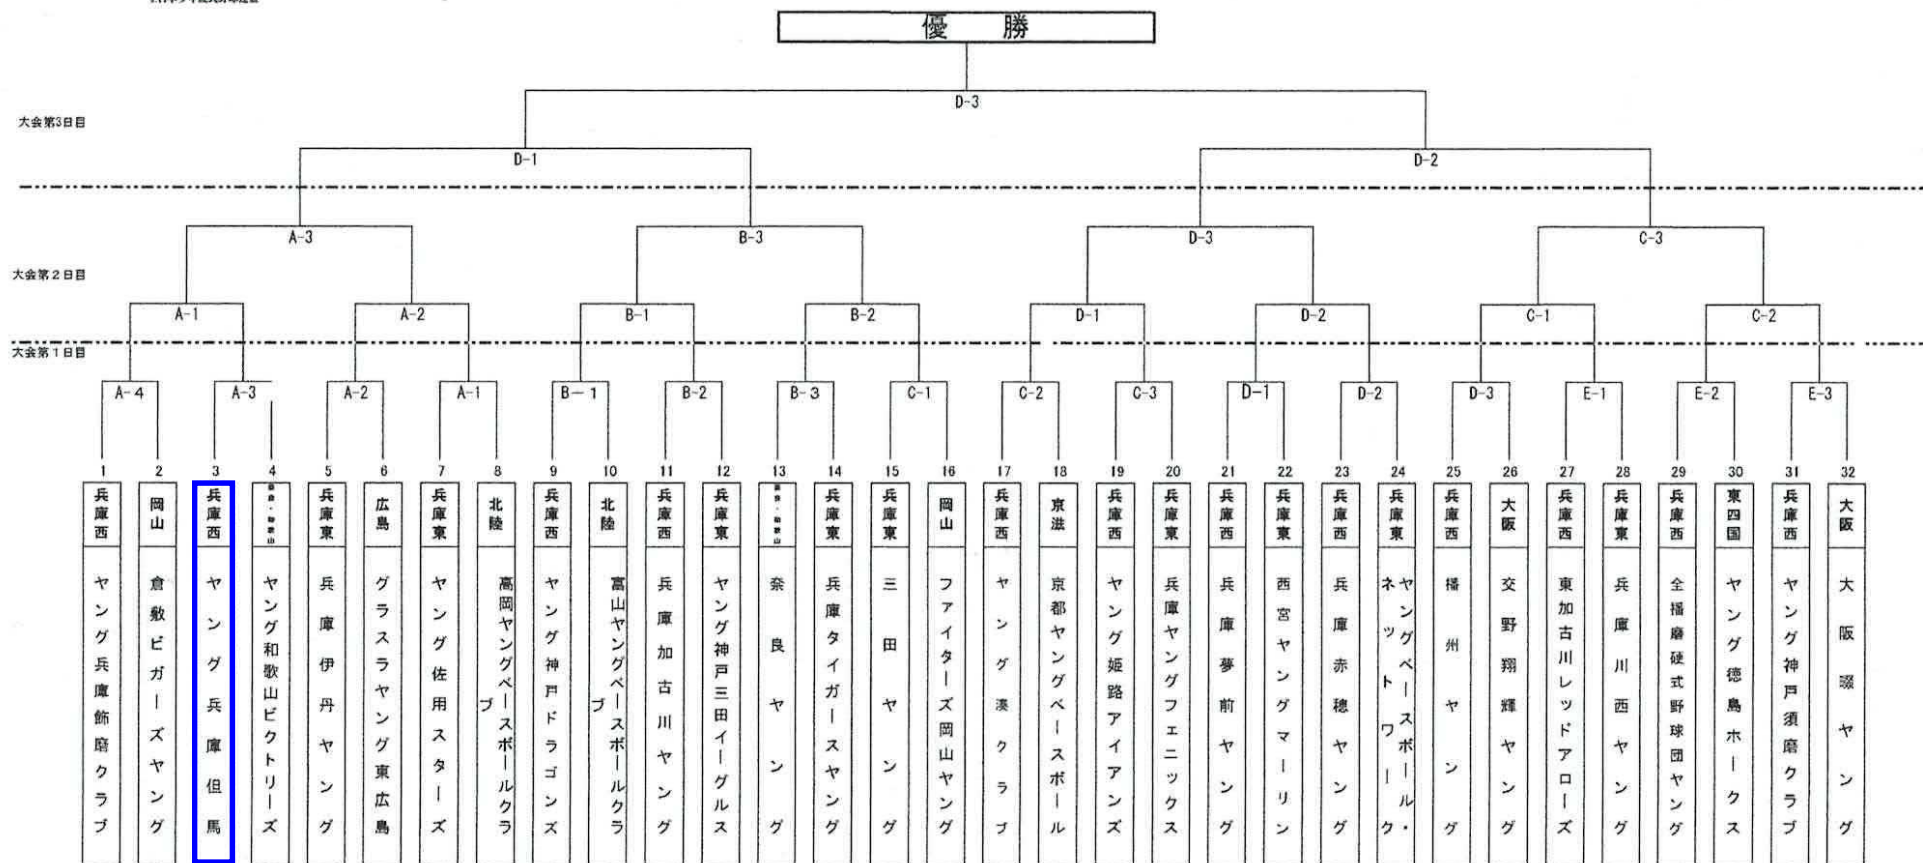 優勝
D-3
大会第3日目
D-1 D-2
A-3 B-3 D-3 C-3
大会第2日目
A-1 A-2 B-1 B-2 D-1 D-2 C-1 C-2
大会第1日目
A-4 A-3 A-2 A-1 B-1 B-2 B-3 C-1 C-2 C-3 D-1 D-2 D-3 E-1 E-2 E-3
1 2 3 4 5 6 7 8 9 10 11 12 13 14 15 16 17 18 19 20 21 22 23 24 25 26 27 28 29 30 31 32
兵庫西 ヤング兵庫飾磨クラブ
岡山 倉敷ビガーズヤング
兵庫西 ヤング兵庫但馬
奈良・和歌山 ヤング和歌山ビクトリーズ
兵庫東 兵庫伊丹ヤング
広島 グラスラヤング東広島
兵庫東 ヤング佐用スターズ
北陸 高岡ヤングベースボールクラブ
兵庫西 ヤング神戸ドラゴンズ
北陸 富山ヤングベースボールクラブ
兵庫西 兵庫加古川ヤング
兵庫東 ヤング神戸三田イーグルス
奈良・和歌山 奈良ヤング
兵庫東 兵庫タイガースヤング
兵庫東 三田ヤング
岡山 ファイターズ岡山ヤング
兵庫西 ヤング湊クラブ
京滋 京都ヤングベースボール
兵庫西 ヤング姫路アイアンズ
兵庫東 兵庫ヤングフェニックス
兵庫西 兵庫夢前ヤング
兵庫東 西宮ヤングマーリン
兵庫西 兵庫赤穂ヤング
兵庫東 ヤングベースボール・ネットワーク
兵庫西 播州ヤング
大阪 交野翔輝ヤング
兵庫西 東加古川レッドアローズ
兵庫東 兵庫川西ヤング
兵庫西 全播磨硬式野球団ヤング
東四国 ヤング徳島ホークス
兵庫西 ヤング神戸須磨クラブ
大阪 大阪啜ヤング